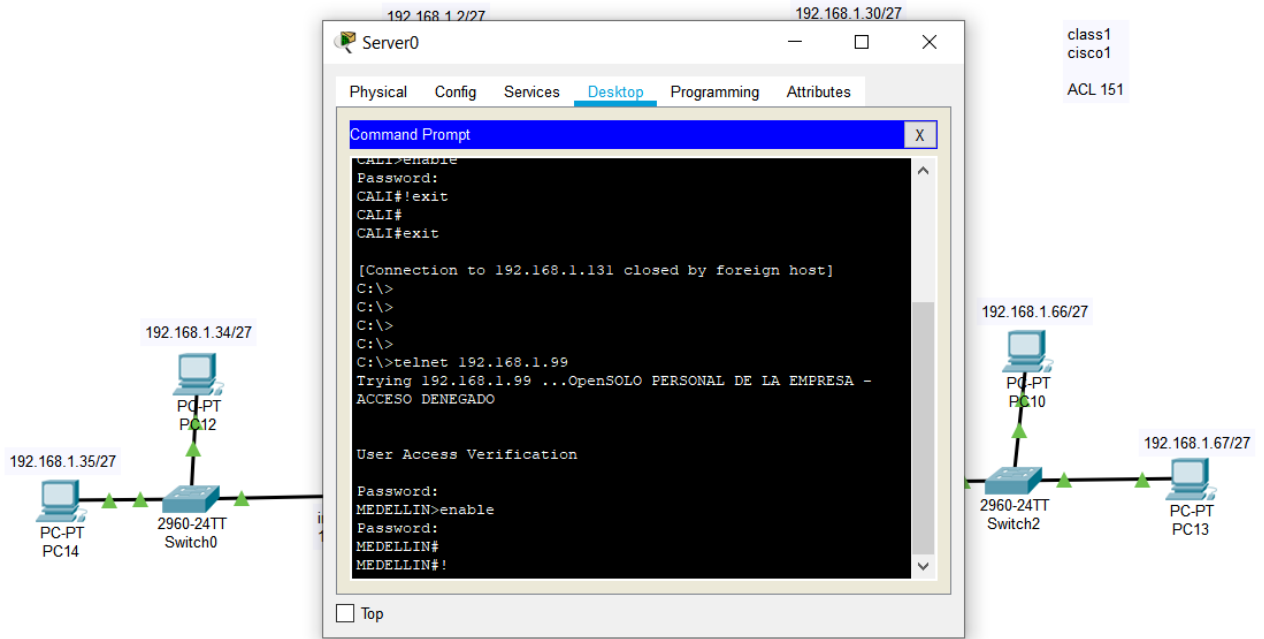 192.168.1.2/27
192.168.1.30/27
class1
cisco1
ACL 151
Server0
Physical Config Services Desktop Programming Attributes
Command Prompt
X
CALI>enable
Password:
CALI#!exit
CALI#
CALI#exit
[Connection to 192.168.1.131 closed by foreign host]
C:\>
C:\>
C:\>
C:\>
C:\>telnet 192.168.1.99
Trying 192.168.1.99 ...OpenSOLO PERSONAL DE LA EMPRESA -
ACCESO DENEGADO
User Access Verification
Password:
MEDELLIN>enable
Password:
MEDELLIN#
MEDELLIN#!
Top
192.168.1.34/27
PC-PT
PC12
192.168.1.35/27
PC-PT
PC14
2960-24TT
Switch0
192.168.1.66/27
PC-PT
PC10
192.168.1.67/27
2960-24TT
Switch2
PC-PT
PC13